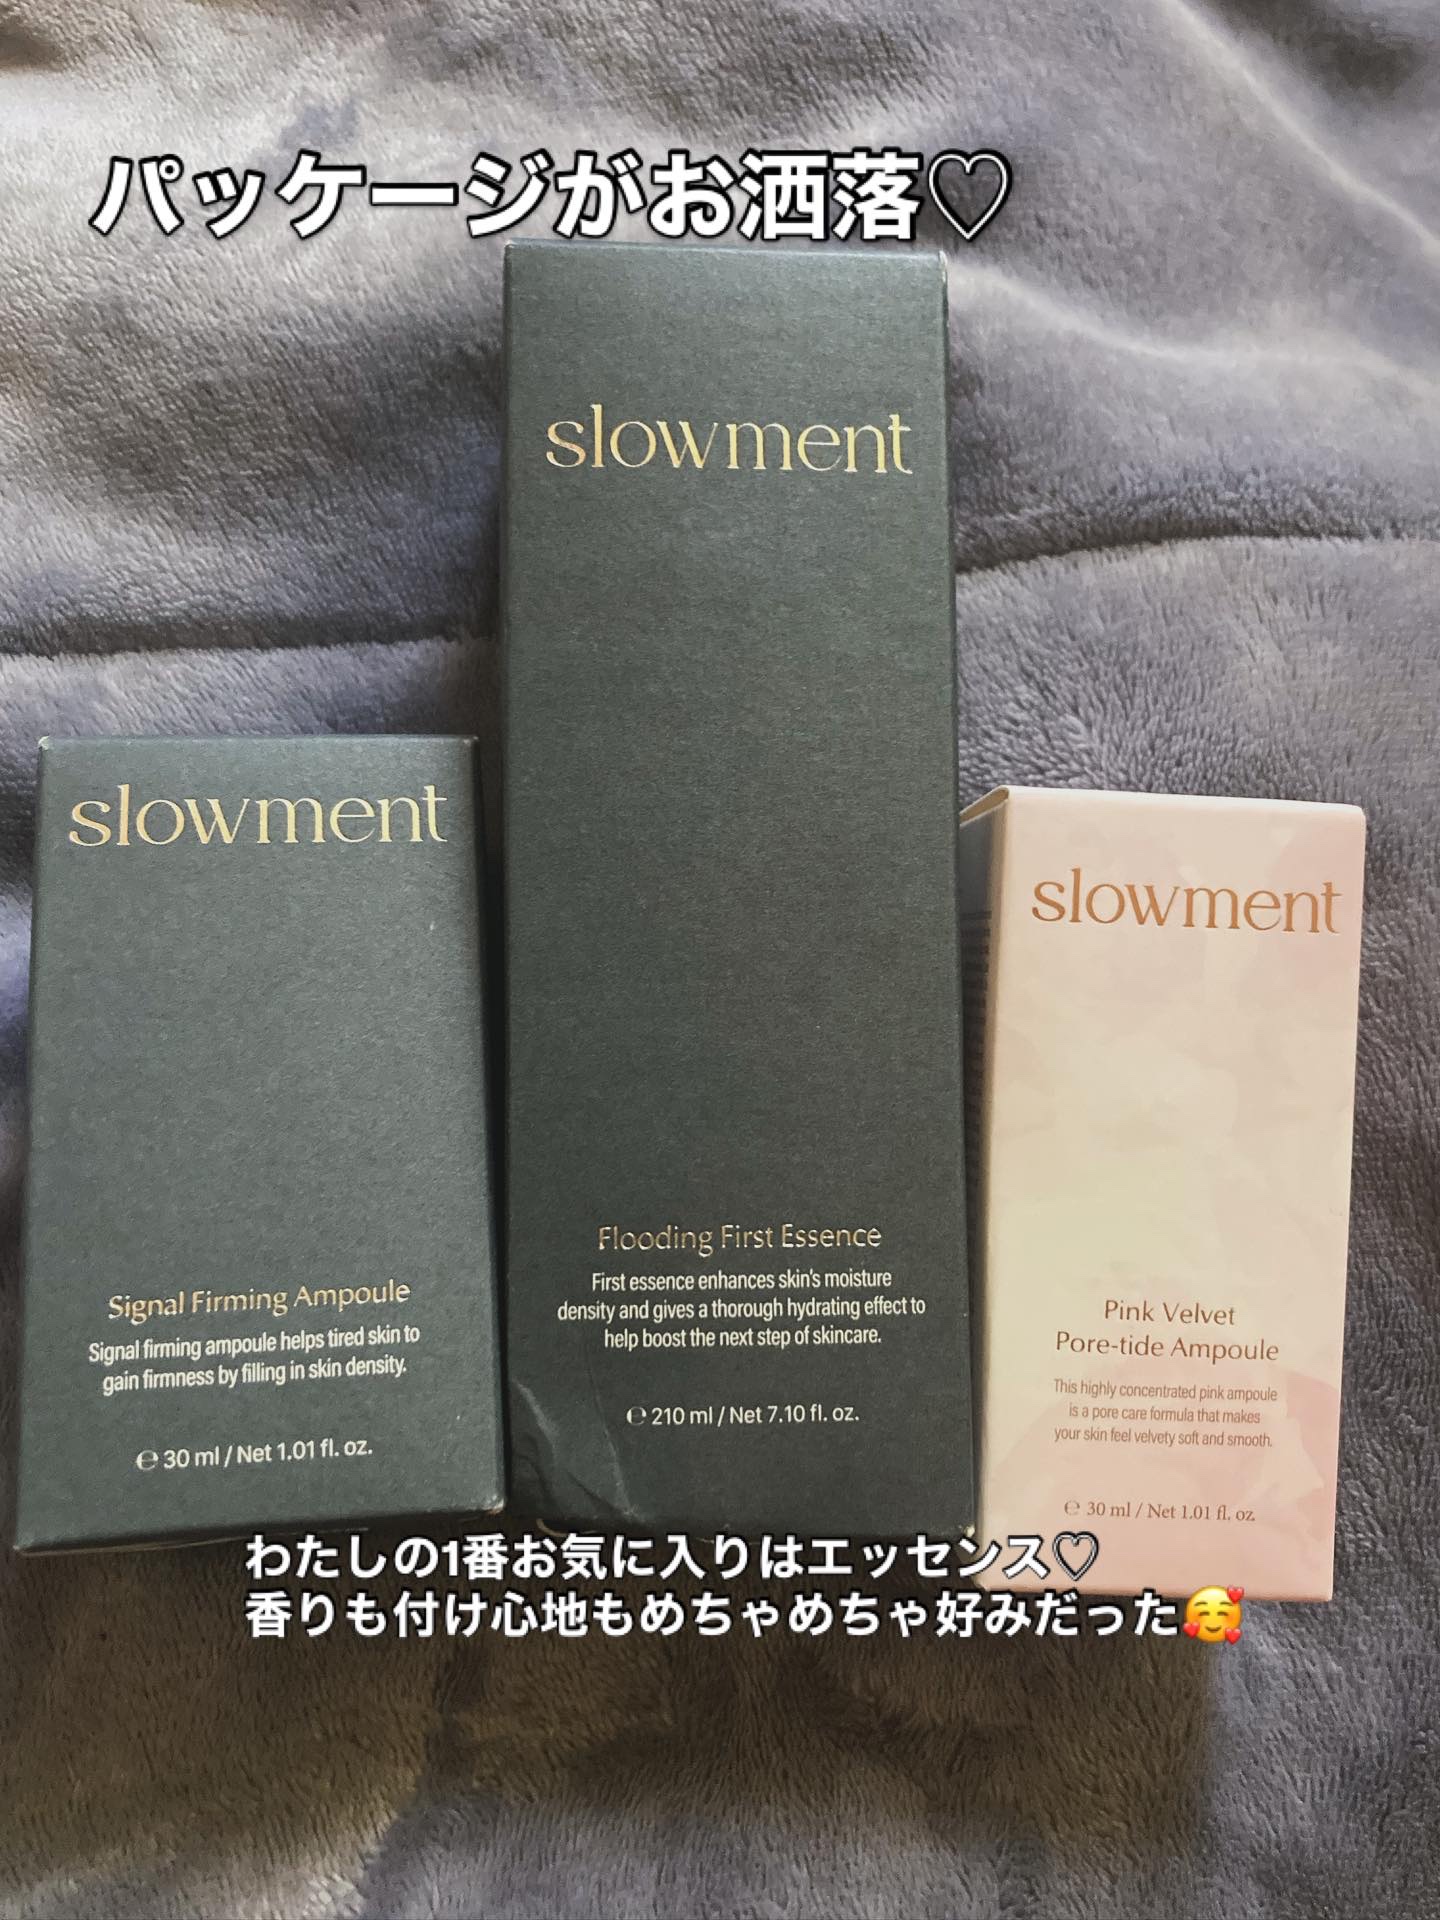 パッケージがお洒落♡
slowment
Flooding First Essence
First essence enhances skin's moisture
density and gives a thorough hydrating effect to
help boost the next step of skincare.
℮ 210 ml / Net 7.10 fl. oz.
slowment
Signal Firming Ampoule
Signal firming ampoule helps tired skin to
gain firmness by filling in skin density.
℮ 30 ml / Net 1.01 fl. oz.
slowment
Pink Velvet
Pore-tide Ampoule
This highly concentrated pink ampoule
is a pore care formula that makes
your skin feel velvety soft and smooth.
℮ 30 ml / Net 1.01 fl. oz
わたしの1番お気に入りはエッセンス♡
香りも付け心地もめちゃめちゃ好みだった🥰